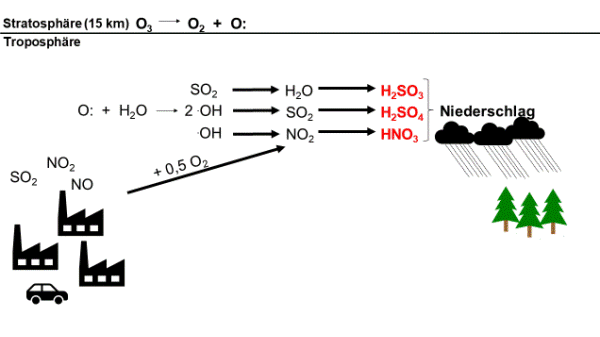 Stratosphäre (15 km) O₃ → O₂ + O:
Troposphäre
SO₂ → H₂O → H₂SO₃
O: + H₂O → 2 ·OH → SO₂ → H₂SO₄ Niederschlag
·OH → NO₂ → HNO₃
+ 0,5 O₂
NO₂
SO₂
NO